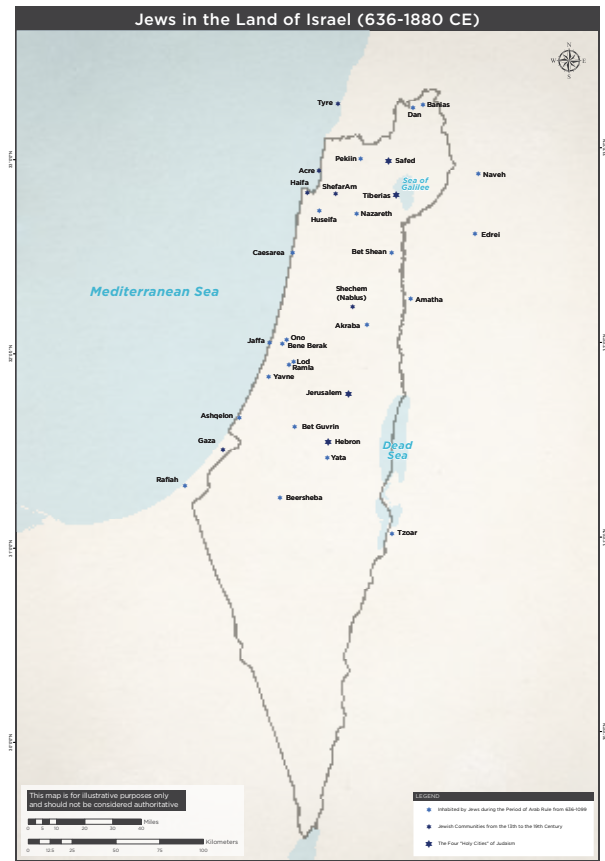 Jews in the Land of Israel (636-1880 CE)
N
W
E
S
Tyre
Banias
Dan
Pekiin
Safed
Acre
Naveh
Haifa
ShefarAm
Sea of
Galilee
Tiberias
Huseifa
Nazareth
Edrei
Caesarea
Bet Shean
Mediterranean Sea
Shechem
(Nablus)
Amatha
Akraba
Jaffa
Ono
Bene Berak
Lod
Ramla
Yavne
Jerusalem
Ashqelon
Bet Guvrin
Gaza
Hebron
Dead
Sea
Yata
Rafiah
Beersheba
Tzoar
This map is for illustrative purposes only
and should not be considered authoritative
Miles
0 5 10 20 30 40
Kilometers
0 12.5 25 50 75 100
LEGEND
Inhabited by Jews during the Period of Arab Rule from 636-1099
Jewish Communities from the 13th to the 19th Century
The Four "Holy Cities" of Judaism